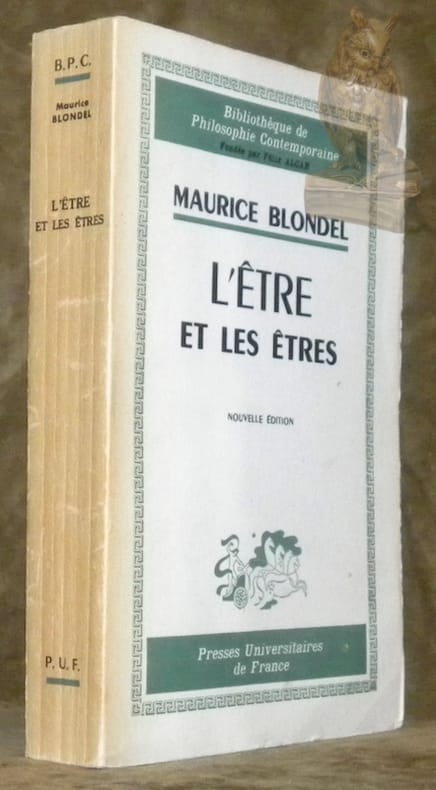 B.P.C.
Maurice
BLONDEL
L'ÊTRE
ET LES ÊTRES
P.U.F.
Bibliothèque de
Philosophie Contemporaine
Fondée par Félix ALCAN
MAURICE BLONDEL
L'ÊTRE
ET LES ÊTRES
NOUVELLE ÉDITION
Presses Universitaires
de France